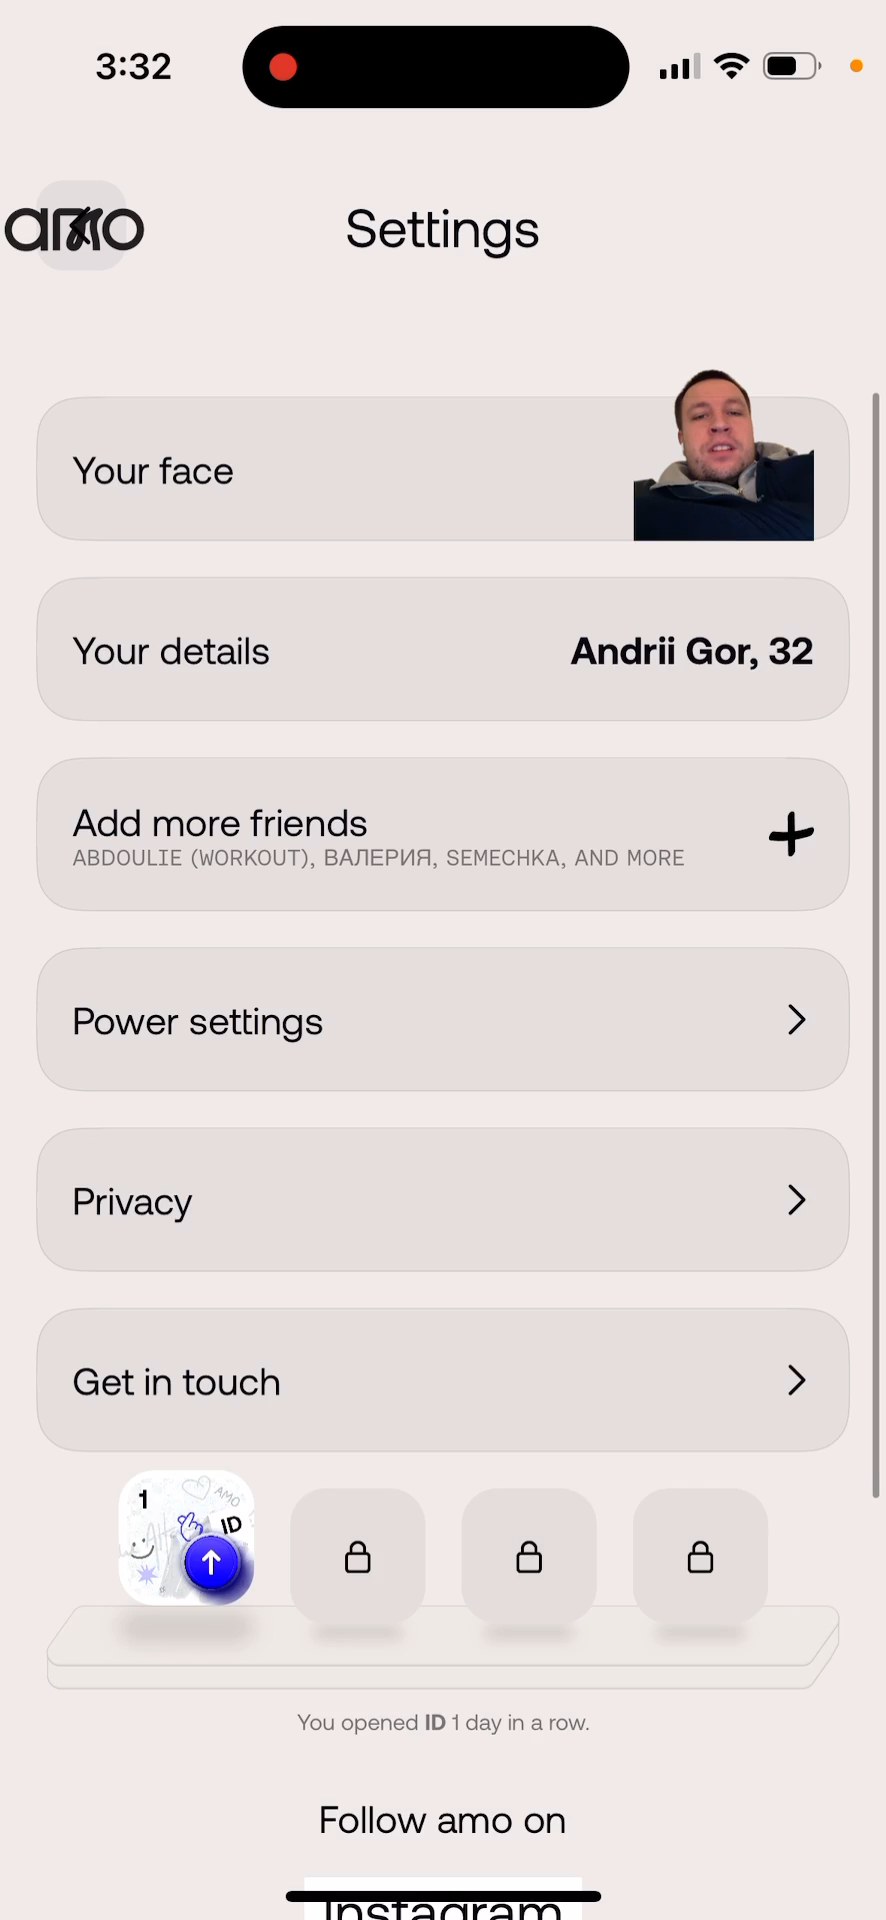 3:32
amo
Settings
Your face
Your details
Andrii Gor, 32
Add more friends
ABDOULIE (WORKOUT), ВАЛЕРИЯ, SEMECHKA, AND MORE
Power settings
Privacy
Get in touch
1
AMO
ID
You opened ID 1 day in a row.
Follow amo on
Instagram